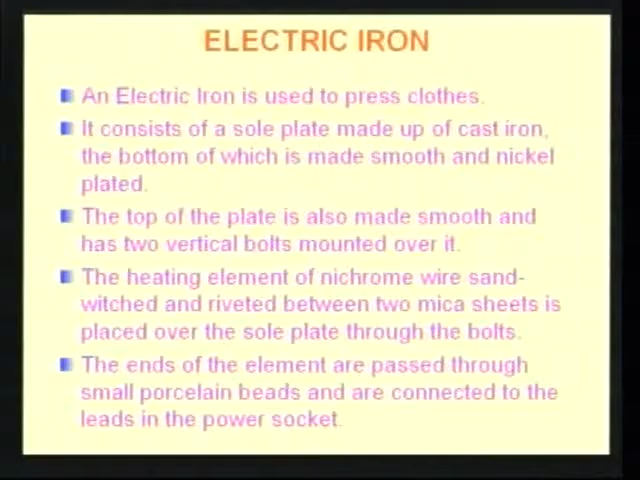 ELECTRIC IRON
An Electric Iron is used to press clothes.
It consists of a sole plate made up of cast iron,
the bottom of which is made smooth and nickel
plated.
The top of the plate is also made smooth and
has two vertical bolts mounted over it.
The heating element of nichrome wire sand-
witched and riveted between two mica sheets is
placed over the sole plate through the bolts.
The ends of the element are passed through
small porcelain beads and are connected to the
leads in the power socket.